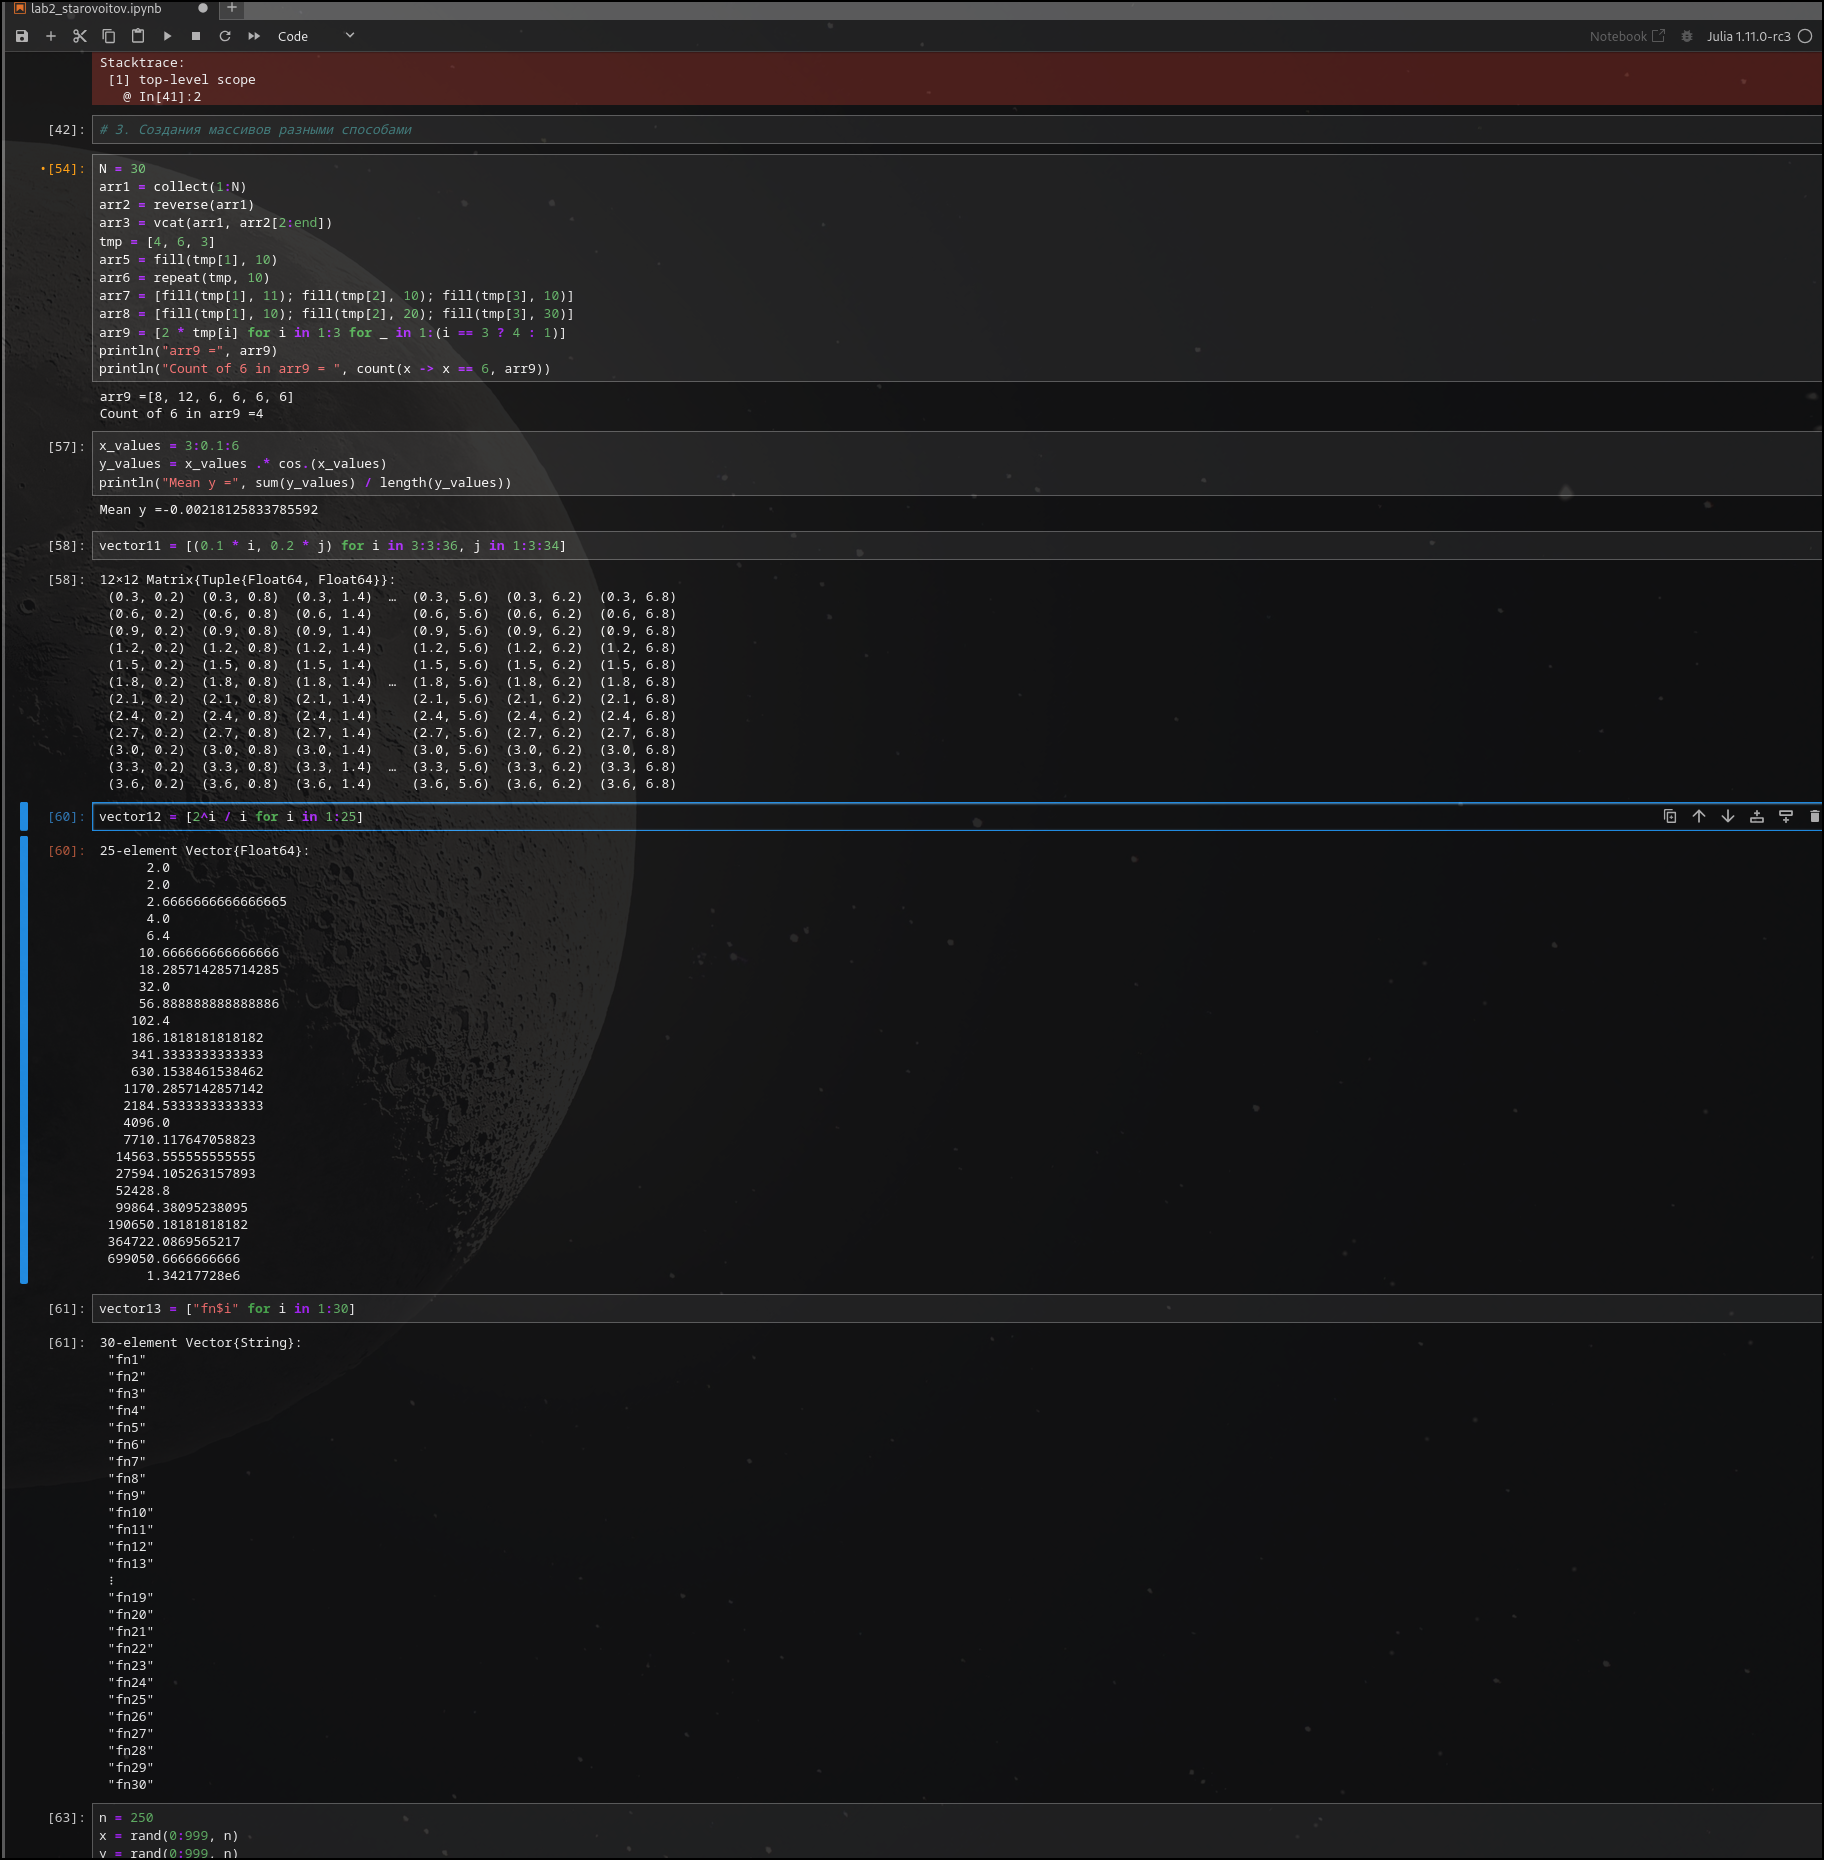 lab2_starovoitov.ipynb
Code
Notebook
Julia 1.11.0-rc3
Stacktrace:
[1] top-level scope
@ In[41]:2
[42]: # 3. Создания массивов разными способами
[54]: N = 30
arr1 = collect(1:N)
arr2 = reverse(arr1)
arr3 = vcat(arr1, arr2[2:end])
tmp = [4, 6, 3]
arr5 = fill(tmp[1], 10)
arr6 = repeat(tmp, 10)
arr7 = [fill(tmp[1], 11); fill(tmp[2], 10); fill(tmp[3], 10)]
arr8 = [fill(tmp[1], 10); fill(tmp[2], 20); fill(tmp[3], 30)]
arr9 = [2 * tmp[i] for i in 1:3 for _ in 1:(i == 3 ? 4 : 1)]
println("arr9 =", arr9)
println("Count of 6 in arr9 = ", count(x -> x == 6, arr9))
arr9 =[8, 12, 6, 6, 6, 6]
Count of 6 in arr9 =4
[57]: x_values = 3:0.1:6
y_values = x_values .* cos.(x_values)
println("Mean y =", sum(y_values) / length(y_values))
Mean y =-0.00218125833785592
[58]: vector11 = [(0.1 * i, 0.2 * j) for i in 3:3:36, j in 1:3:34]
[58]: 12×12 Matrix{Tuple{Float64, Float64}}:
(0.3, 0.2)  (0.3, 0.8)  (0.3, 1.4)  …  (0.3, 5.6)  (0.3, 6.2)  (0.3, 6.8)
(0.6, 0.2)  (0.6, 0.8)  (0.6, 1.4)     (0.6, 5.6)  (0.6, 6.2)  (0.6, 6.8)
(0.9, 0.2)  (0.9, 0.8)  (0.9, 1.4)     (0.9, 5.6)  (0.9, 6.2)  (0.9, 6.8)
(1.2, 0.2)  (1.2, 0.8)  (1.2, 1.4)     (1.2, 5.6)  (1.2, 6.2)  (1.2, 6.8)
(1.5, 0.2)  (1.5, 0.8)  (1.5, 1.4)     (1.5, 5.6)  (1.5, 6.2)  (1.5, 6.8)
(1.8, 0.2)  (1.8, 0.8)  (1.8, 1.4)  …  (1.8, 5.6)  (1.8, 6.2)  (1.8, 6.8)
(2.1, 0.2)  (2.1, 0.8)  (2.1, 1.4)     (2.1, 5.6)  (2.1, 6.2)  (2.1, 6.8)
(2.4, 0.2)  (2.4, 0.8)  (2.4, 1.4)     (2.4, 5.6)  (2.4, 6.2)  (2.4, 6.8)
(2.7, 0.2)  (2.7, 0.8)  (2.7, 1.4)     (2.7, 5.6)  (2.7, 6.2)  (2.7, 6.8)
(3.0, 0.2)  (3.0, 0.8)  (3.0, 1.4)     (3.0, 5.6)  (3.0, 6.2)  (3.0, 6.8)
(3.3, 0.2)  (3.3, 0.8)  (3.3, 1.4)  …  (3.3, 5.6)  (3.3, 6.2)  (3.3, 6.8)
(3.6, 0.2)  (3.6, 0.8)  (3.6, 1.4)     (3.6, 5.6)  (3.6, 6.2)  (3.6, 6.8)
[60]: vector12 = [2^i / i for i in 1:25]
[60]: 25-element Vector{Float64}:
2.0
2.0
2.6666666666666665
4.0
6.4
10.666666666666666
18.285714285714285
32.0
56.888888888888886
102.4
186.1818181818182
341.3333333333333
630.1538461538462
1170.2857142857142
2184.5333333333333
4096.0
7710.117647058823
14563.555555555555
27594.105263157893
52428.8
99864.38095238095
190650.18181818182
364722.0869565217
699050.6666666666
1.34217728e6
[61]: vector13 = ["fn$i" for i in 1:30]
[61]: 30-element Vector{String}:
"fn1"
"fn2"
"fn3"
"fn4"
"fn5"
"fn6"
"fn7"
"fn8"
"fn9"
"fn10"
"fn11"
"fn12"
"fn13"
⋮
"fn19"
"fn20"
"fn21"
"fn22"
"fn23"
"fn24"
"fn25"
"fn26"
"fn27"
"fn28"
"fn29"
"fn30"
[63]: n = 250
x = rand(0:999, n)
y = rand(0:999, n)